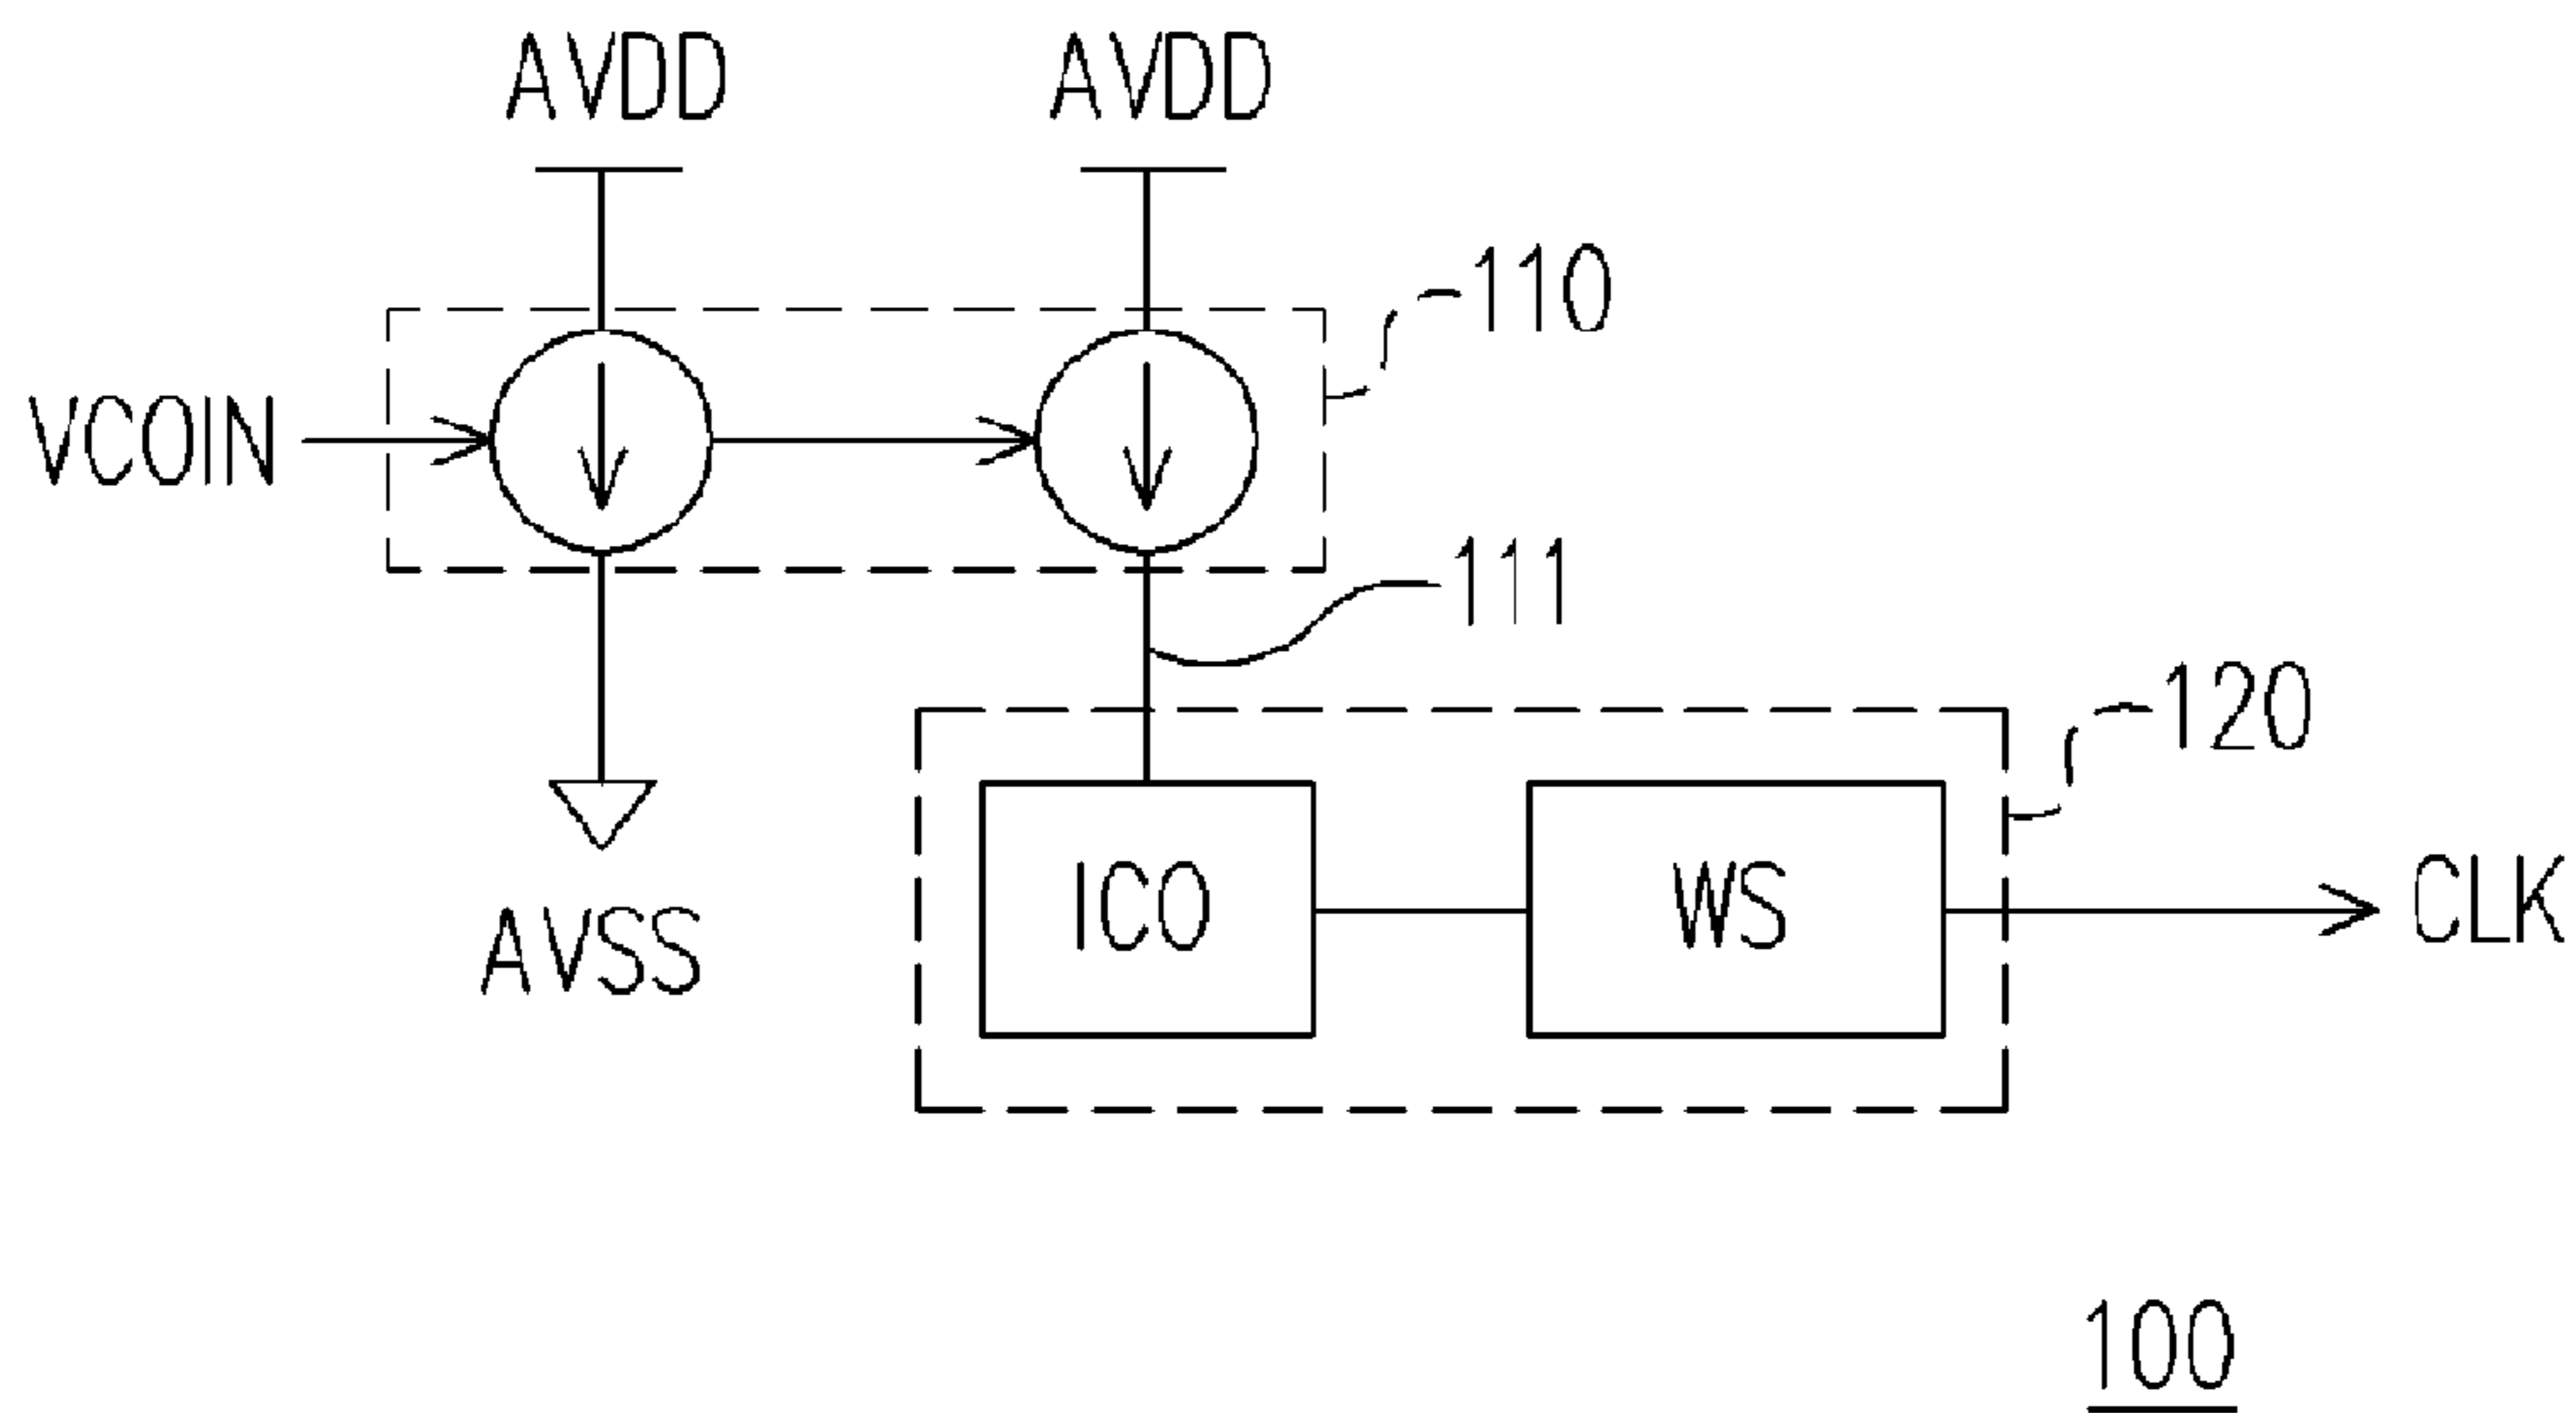 AVDD AVDD
110
VCOIN
111
120
ICO WS CLK
AVSS
100